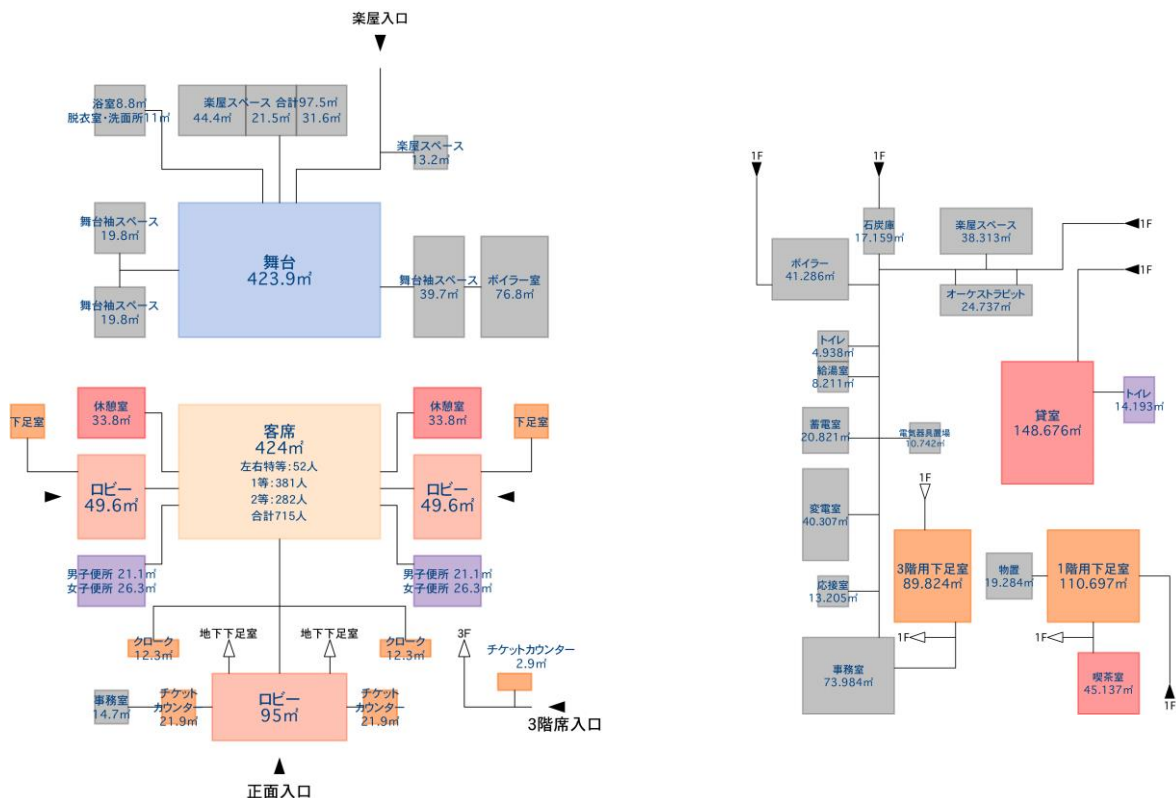 楽屋入口
浴室8.8㎡
脱衣室・洗面所11㎡
楽屋スペース 合計97.5㎡
44.4㎡
21.5㎡
31.6㎡
楽屋スペース
13.2㎡
舞台袖スペース
19.8㎡
舞台
423.9㎡
舞台袖スペース
19.8㎡
舞台袖スペース
39.7㎡
ボイラー室
76.8㎡
下足室
休憩室
33.8㎡
客席
424㎡
左右特等：52人
1等：381人
2等：282人
合計715人
休憩室
33.8㎡
下足室
ロビー
49.6㎡
ロビー
49.6㎡
男子便所 21.1㎡
女子便所 26.3㎡
男子便所 21.1㎡
女子便所 26.3㎡
クローク
12.3㎡
地下下足室
地下下足室
クローク
12.3㎡
3F
チケットカウンター
2.9㎡
事務室
14.7㎡
チケット
カウンター
21.9㎡
ロビー
95㎡
チケット
カウンター
21.9㎡
3階席入口
正面入口
1F
1F
石炭庫
17.159㎡
楽屋スペース
38.313㎡
1F
ボイラー
41.286㎡
1F
オーケストラピット
24.737㎡
トイレ
4.938㎡
給湯室
8.211㎡
貸室
148.676㎡
トイレ
14.193㎡
蓄電室
20.821㎡
電気器具置場
10.742㎡
変電室
40.307㎡
1F
3階用下足室
89.824㎡
物置
19.284㎡
1階用下足室
110.697㎡
応接室
13.205㎡
1F
1F
事務室
73.984㎡
喫茶室
45.137㎡
1F